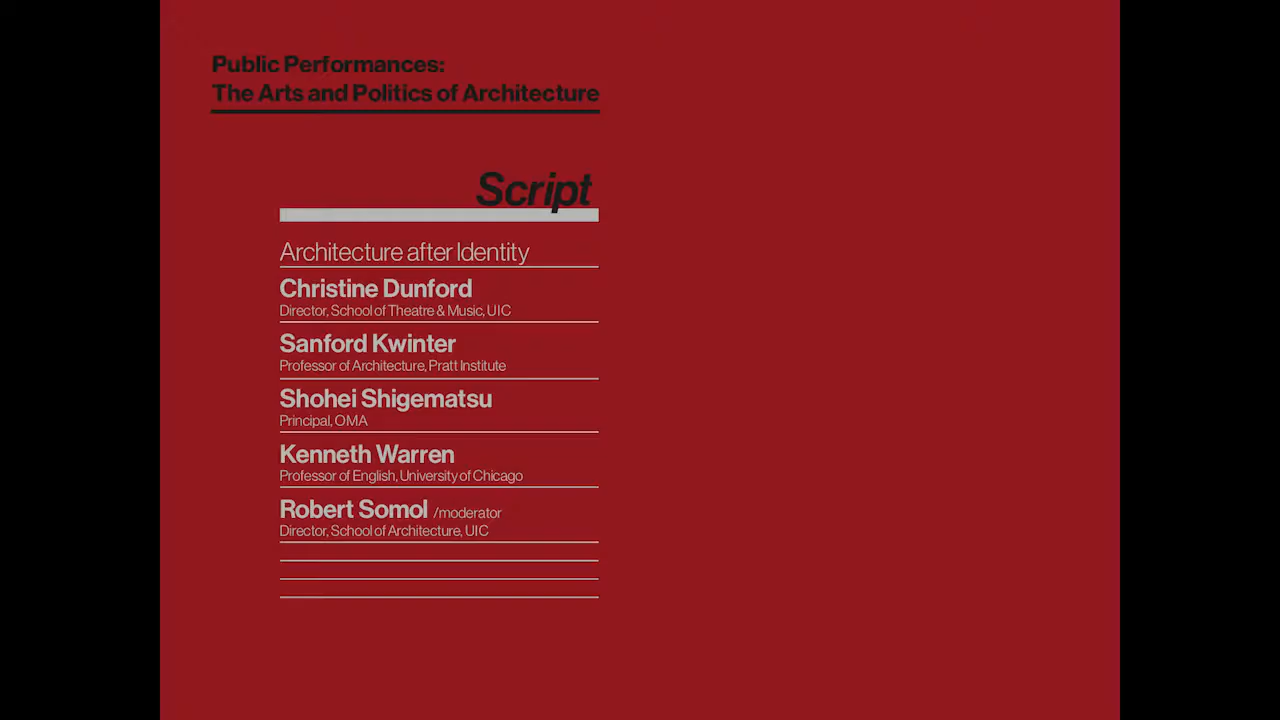 Public Performances:
The Arts and Politics of Architecture
Script
Architecture after Identity
Christine Dunford
Director, School of Theatre & Music, UIC
Sanford Kwinter
Professor of Architecture, Pratt Institute
Shohei Shigematsu
Principal, OMA
Kenneth Warren
Professor of English, University of Chicago
Robert Somol /moderator
Director, School of Architecture, UIC